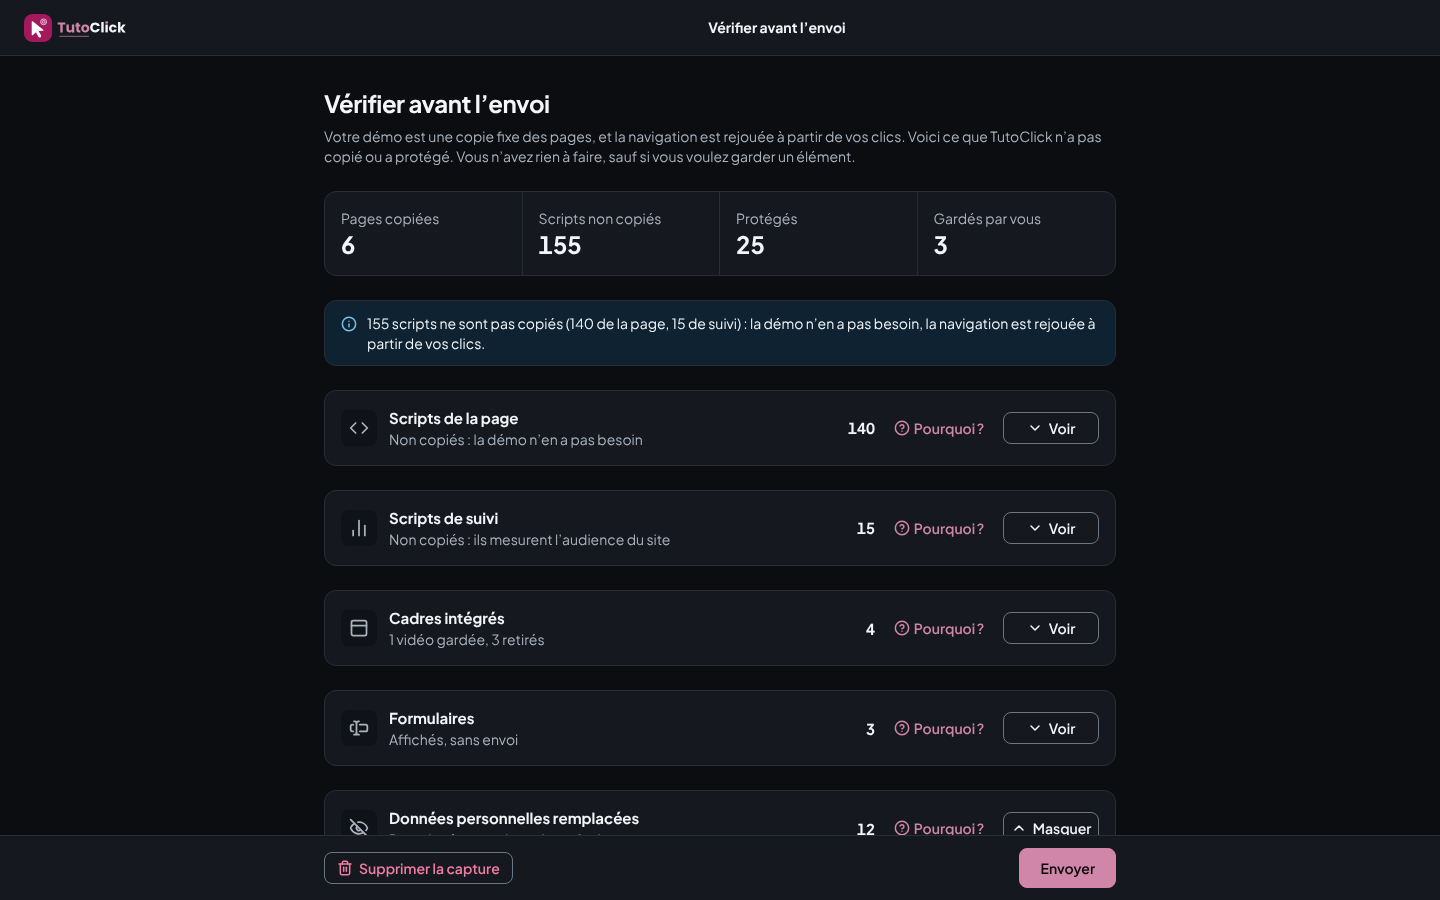 TutoClick
Vérifier avant l’envoi
Vérifier avant l’envoi
Votre démo est une copie fixe des pages, et la navigation est rejouée à partir de vos clics. Voici ce que TutoClick n’a pas
copié ou a protégé. Vous n’avez rien à faire, sauf si vous voulez garder un élément.
Pages copiées
6
Scripts non copiés
155
Protégés
25
Gardés par vous
3
155 scripts ne sont pas copiés (140 de la page, 15 de suivi) : la démo n’en a pas besoin, la navigation est rejouée à
partir de vos clics.
Scripts de la page
Non copiés : la démo n’en a pas besoin
140
Pourquoi ?
Voir
Scripts de suivi
Non copiés : ils mesurent l’audience du site
15
Pourquoi ?
Voir
Cadres intégrés
1 vidéo gardée, 3 retirés
4
Pourquoi ?
Voir
Formulaires
Affichés, sans envoi
3
Pourquoi ?
Voir
Données personnelles remplacées
12
Pourquoi ?
Masquer
Supprimer la capture
Envoyer